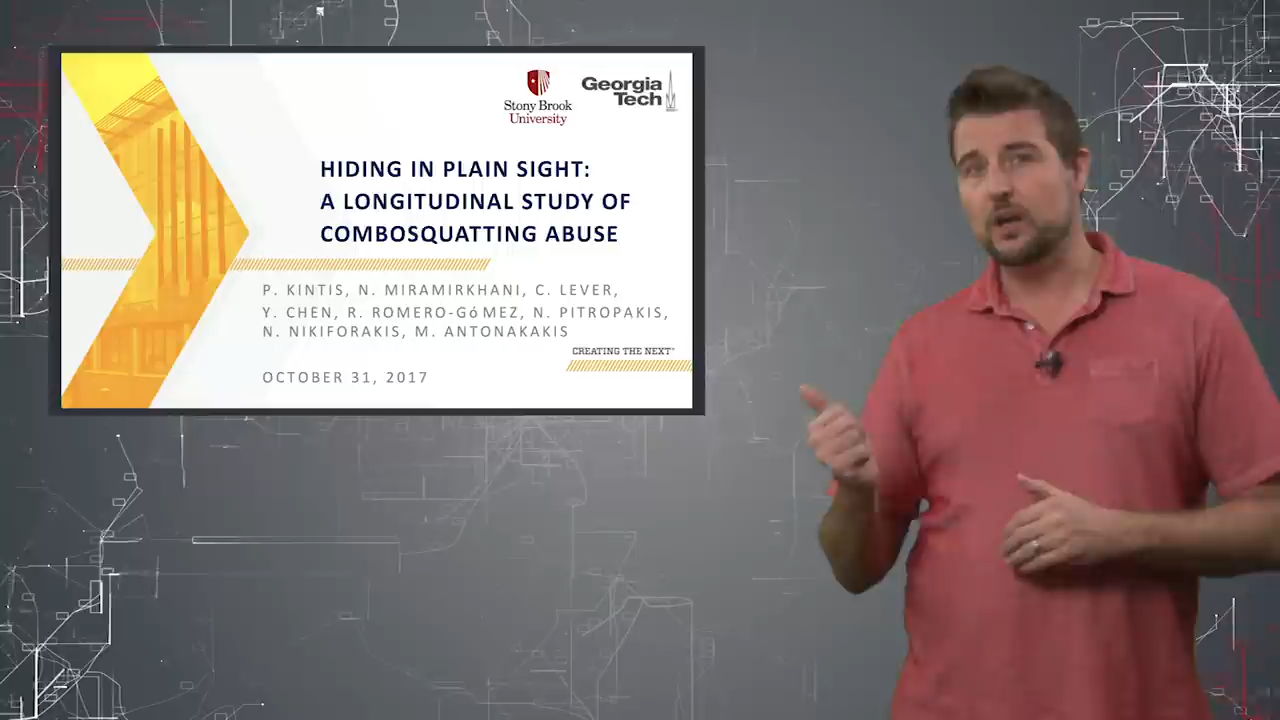 Stony Brook
University
Georgia
Tech
HIDING IN PLAIN SIGHT:
A LONGITUDINAL STUDY OF
COMBOSQUATTING ABUSE
P. KINTIS, N. MIRAMIRKHANI, C. LEVER,
Y. CHEN, R. ROMERO-GóMEZ, N. PITROPAKIS,
N. NIKIFORAKIS, M. ANTONAKAKIS
CREATING THE NEXT®
OCTOBER 31, 2017